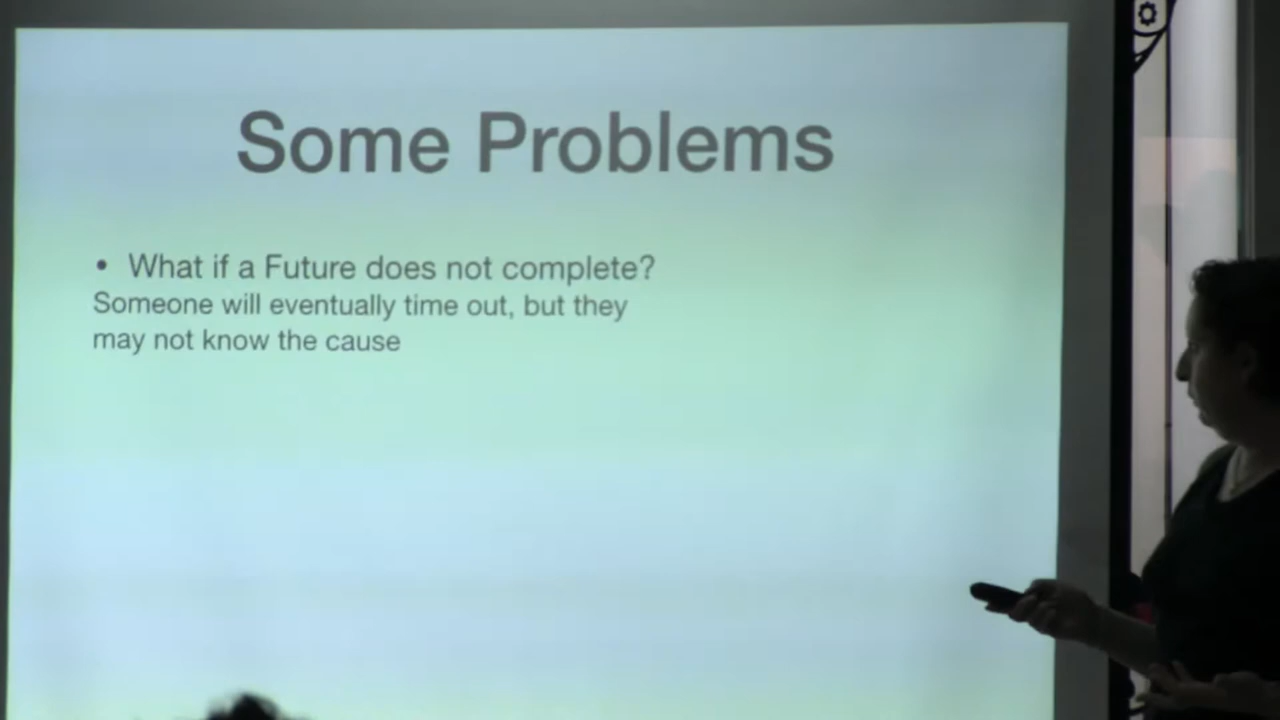 Some Problems
• What if a Future does not complete?
Someone will eventually time out, but they
may not know the cause